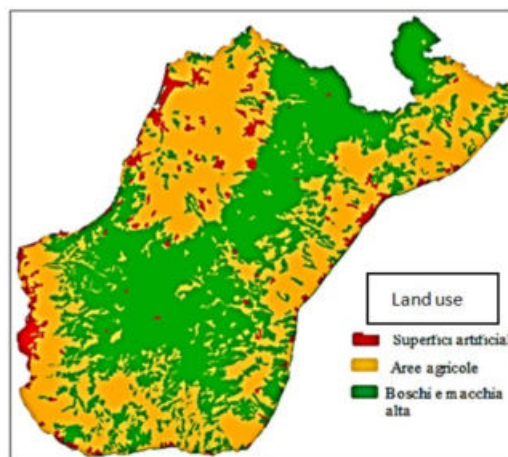 Land use
Superfici artificial
Aree agricole
Boschi e macchia
alta